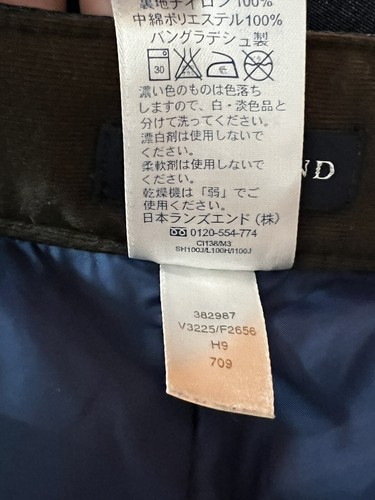 裏地ナイロン100%
中綿ポリエステル100%
バングラデシュ製
30
濃い色のものは色落ち
しますので、白・淡色品と
分けて洗ってください。
漂白剤は使用しないで
ください。
柔軟剤は使用しないで
ください。
乾燥機は「弱」でご
使用ください。
日本ランズエンド(株)
0120-554-774
CI138/M3
SH100J/L100H/I100J
ND
382987
V3225/F2656
H9
709